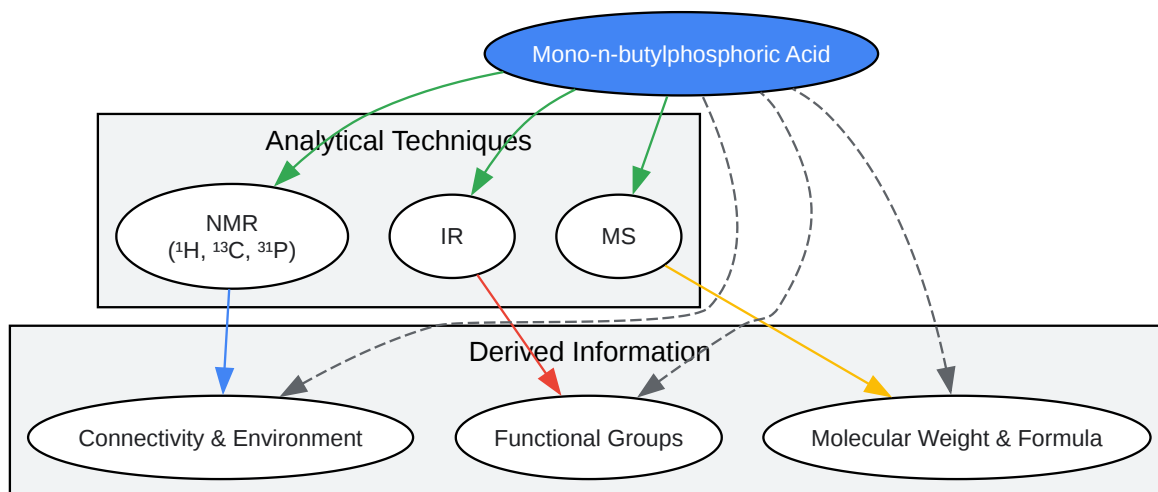 Mono-n-butylphosphoric Acid
Analytical Techniques
NMR
(¹H, ¹³C, ³¹P)
IR
MS
Derived Information
Connectivity & Environment
Functional Groups
Molecular Weight & Formula